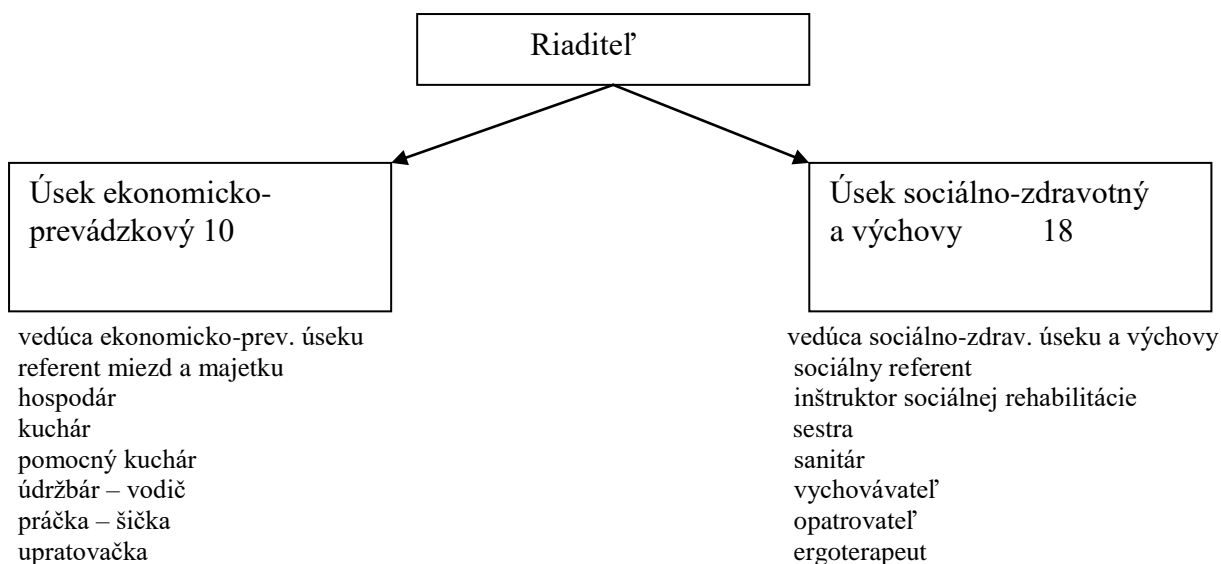 Riaditeľ
Úsek ekonomicko-
prevádzkový 10
vedúca ekonomicko-prev. úseku
referent miezd a majetku
hospodár
kuchár
pomocný kuchár
údržbár – vodič
práčka – šička
upratovačka
Úsek sociálno-zdravotný
a výchovy 18
vedúca sociálno-zdrav. úseku a výchovy
sociálny referent
inštruktor sociálnej rehabilitácie
sestra
sanitár
vychovávateľ
opatrovateľ
ergoterapeut